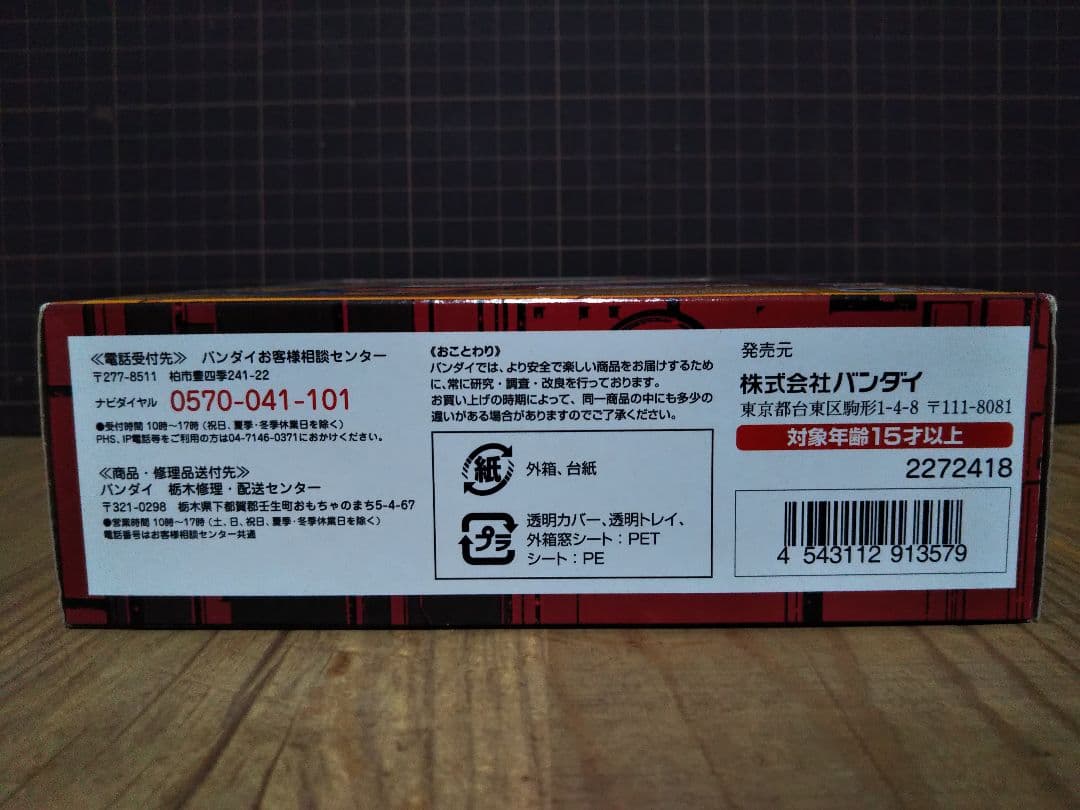 ≪電話受付先≫ バンダイお客様相談センター
〒277-8511 柏市豊四季241-22
ナビダイヤル 0570-041-101
●受付時間 10時〜17時 (祝日、夏季・冬季休業日を除く)
PHS、IP電話等をご利用の方は04-7146-0371におかけください。
≪商品・修理品送付先≫
バンダイ 栃木修理・配送センター
〒321-0298 栃木県下都賀郡壬生町おもちゃのまち5-4-67
●営業時間 10時〜17時 (土、日、祝日、夏季・冬季休業日を除く)
電話番号はお客様相談センター共通
《おことわり》
バンダイでは、より安全で楽しい商品をお届けするため
に、常に研究・調査・改良を行っております。
お買い上げの時期によって、同一商品の中にも多少の
違いがある場合がありますのでご了承ください。
紙 外箱、台紙
プラ 透明カバー、透明トレイ、
外箱窓シート:PET
シート:PE
発売元
株式会社バンダイ
東京都台東区駒形1-4-8 〒111-8081
対象年齢15才以上
2272418
4 543112 913579